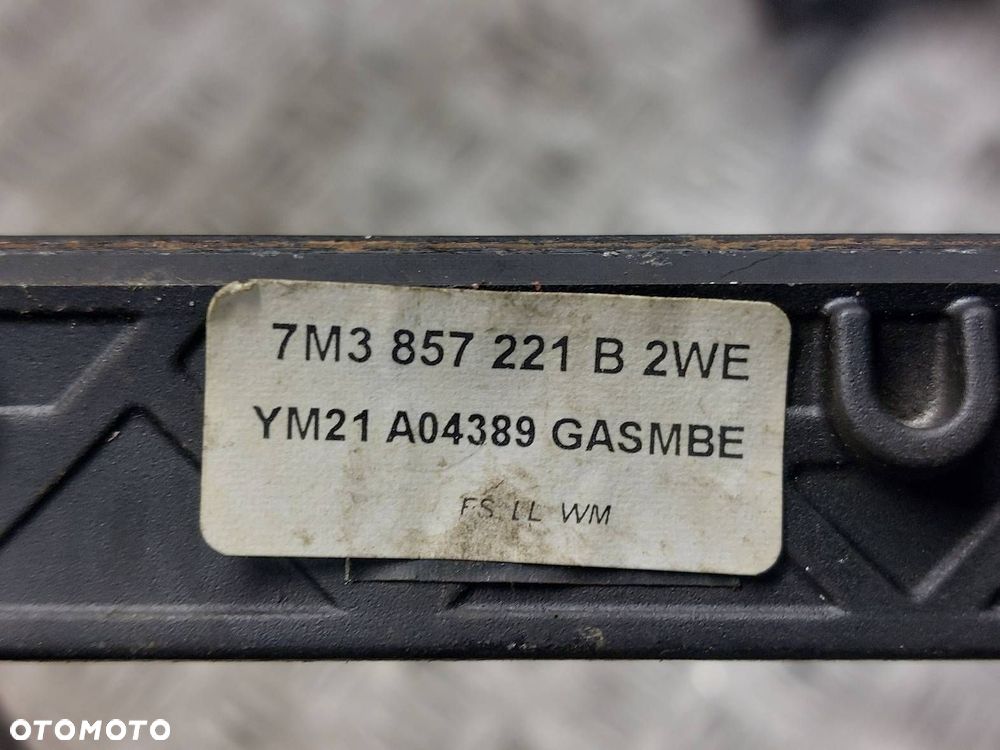 7M3 857 221 B 2WE
YM21 A04389 GASMBE
FS LL WM
OTOMOTO